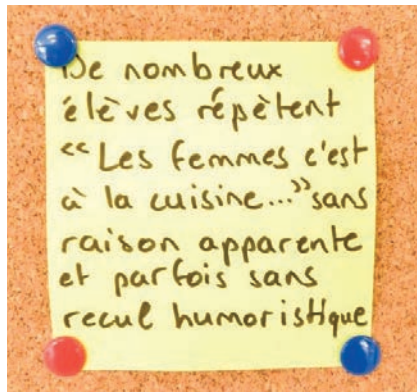 De nombreux
élèves répètent
"Les femmes c'est
à la cuisine..." sans
raison apparente
et parfois sans
recul humoristique